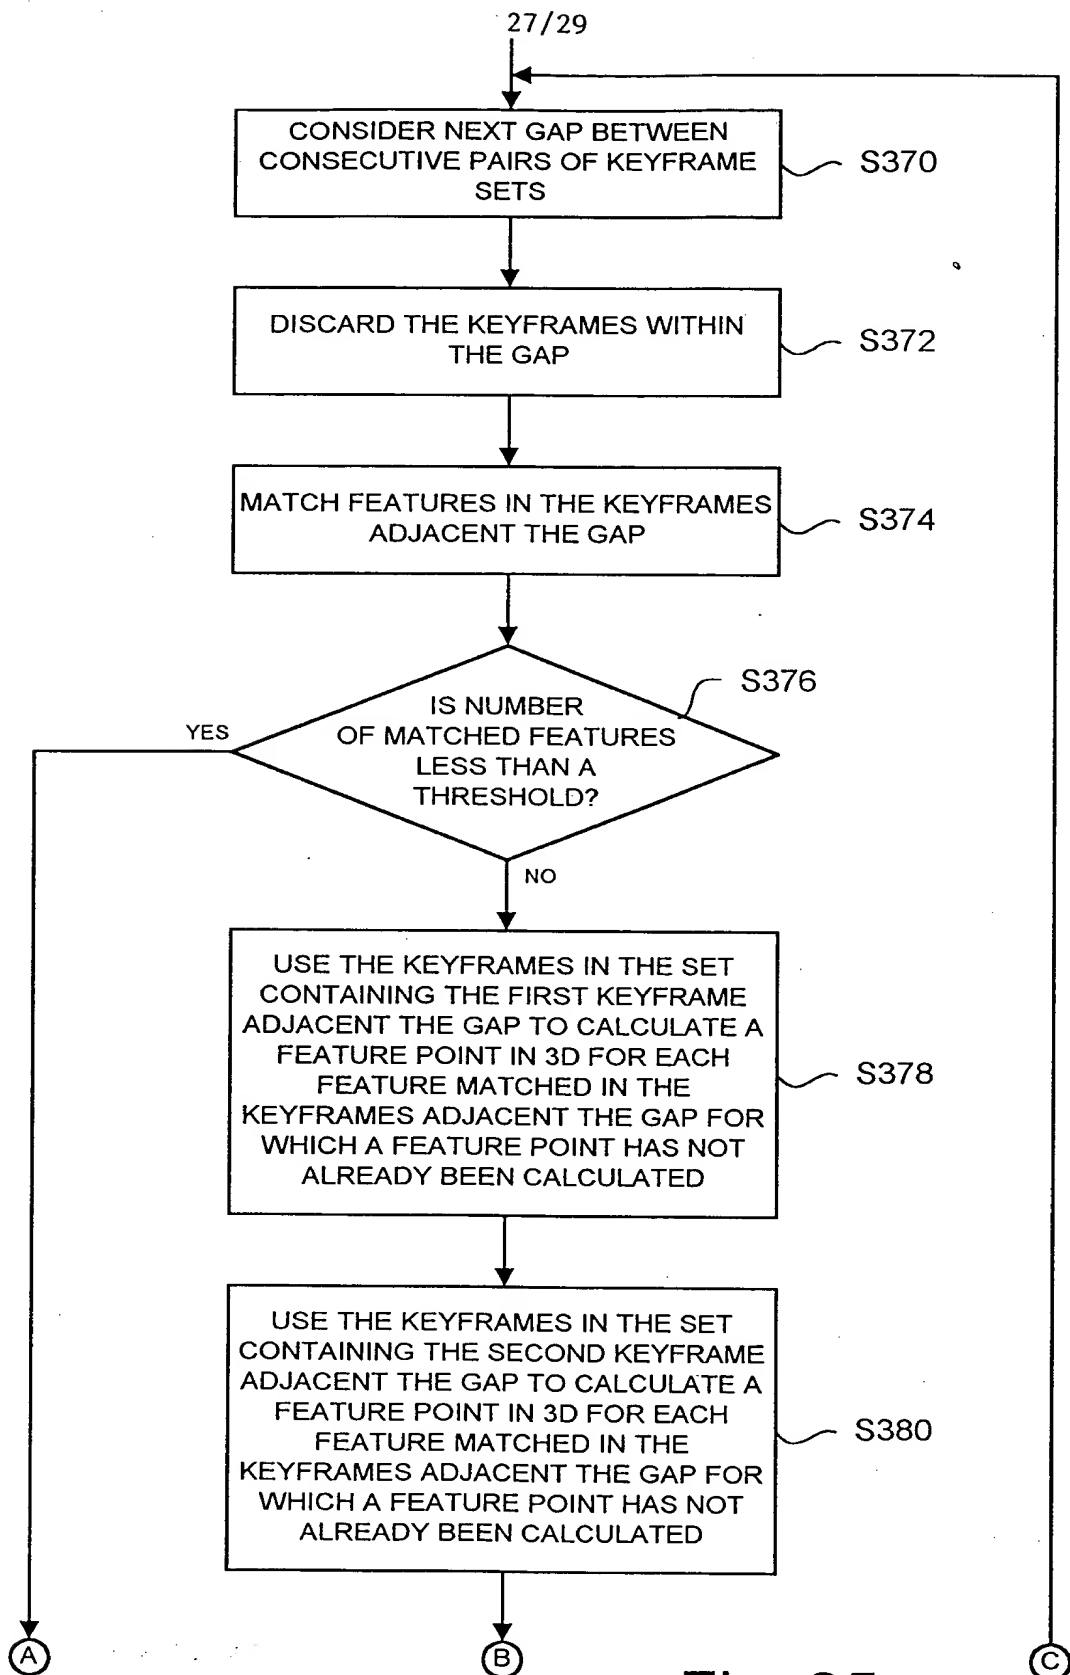 27/29
CONSIDER NEXT GAP BETWEEN
CONSECUTIVE PAIRS OF KEYFRAME
SETS
S370
DISCARD THE KEYFRAMES WITHIN
THE GAP
S372
MATCH FEATURES IN THE KEYFRAMES
ADJACENT THE GAP
S374
IS NUMBER
OF MATCHED FEATURES
LESS THAN A
THRESHOLD?
S376
YES
NO
USE THE KEYFRAMES IN THE SET
CONTAINING THE FIRST KEYFRAME
ADJACENT THE GAP TO CALCULATE A
FEATURE POINT IN 3D FOR EACH
FEATURE MATCHED IN THE
KEYFRAMES ADJACENT THE GAP FOR
WHICH A FEATURE POINT HAS NOT
ALREADY BEEN CALCULATED
S378
USE THE KEYFRAMES IN THE SET
CONTAINING THE SECOND KEYFRAME
ADJACENT THE GAP TO CALCULATE A
FEATURE POINT IN 3D FOR EACH
FEATURE MATCHED IN THE
KEYFRAMES ADJACENT THE GAP FOR
WHICH A FEATURE POINT HAS NOT
ALREADY BEEN CALCULATED
S380
A
B
C